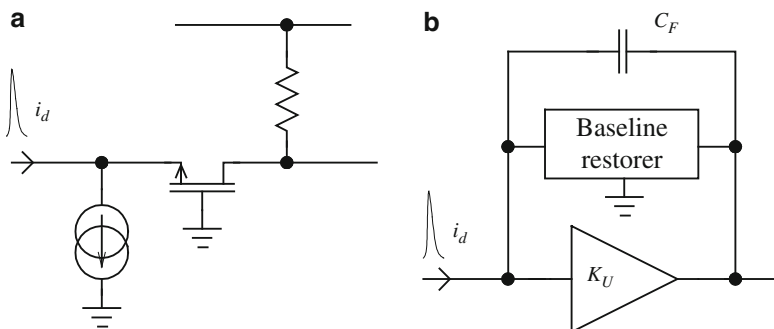 a
i_d
b
C_F
Baseline
restorer
i_d
K_U